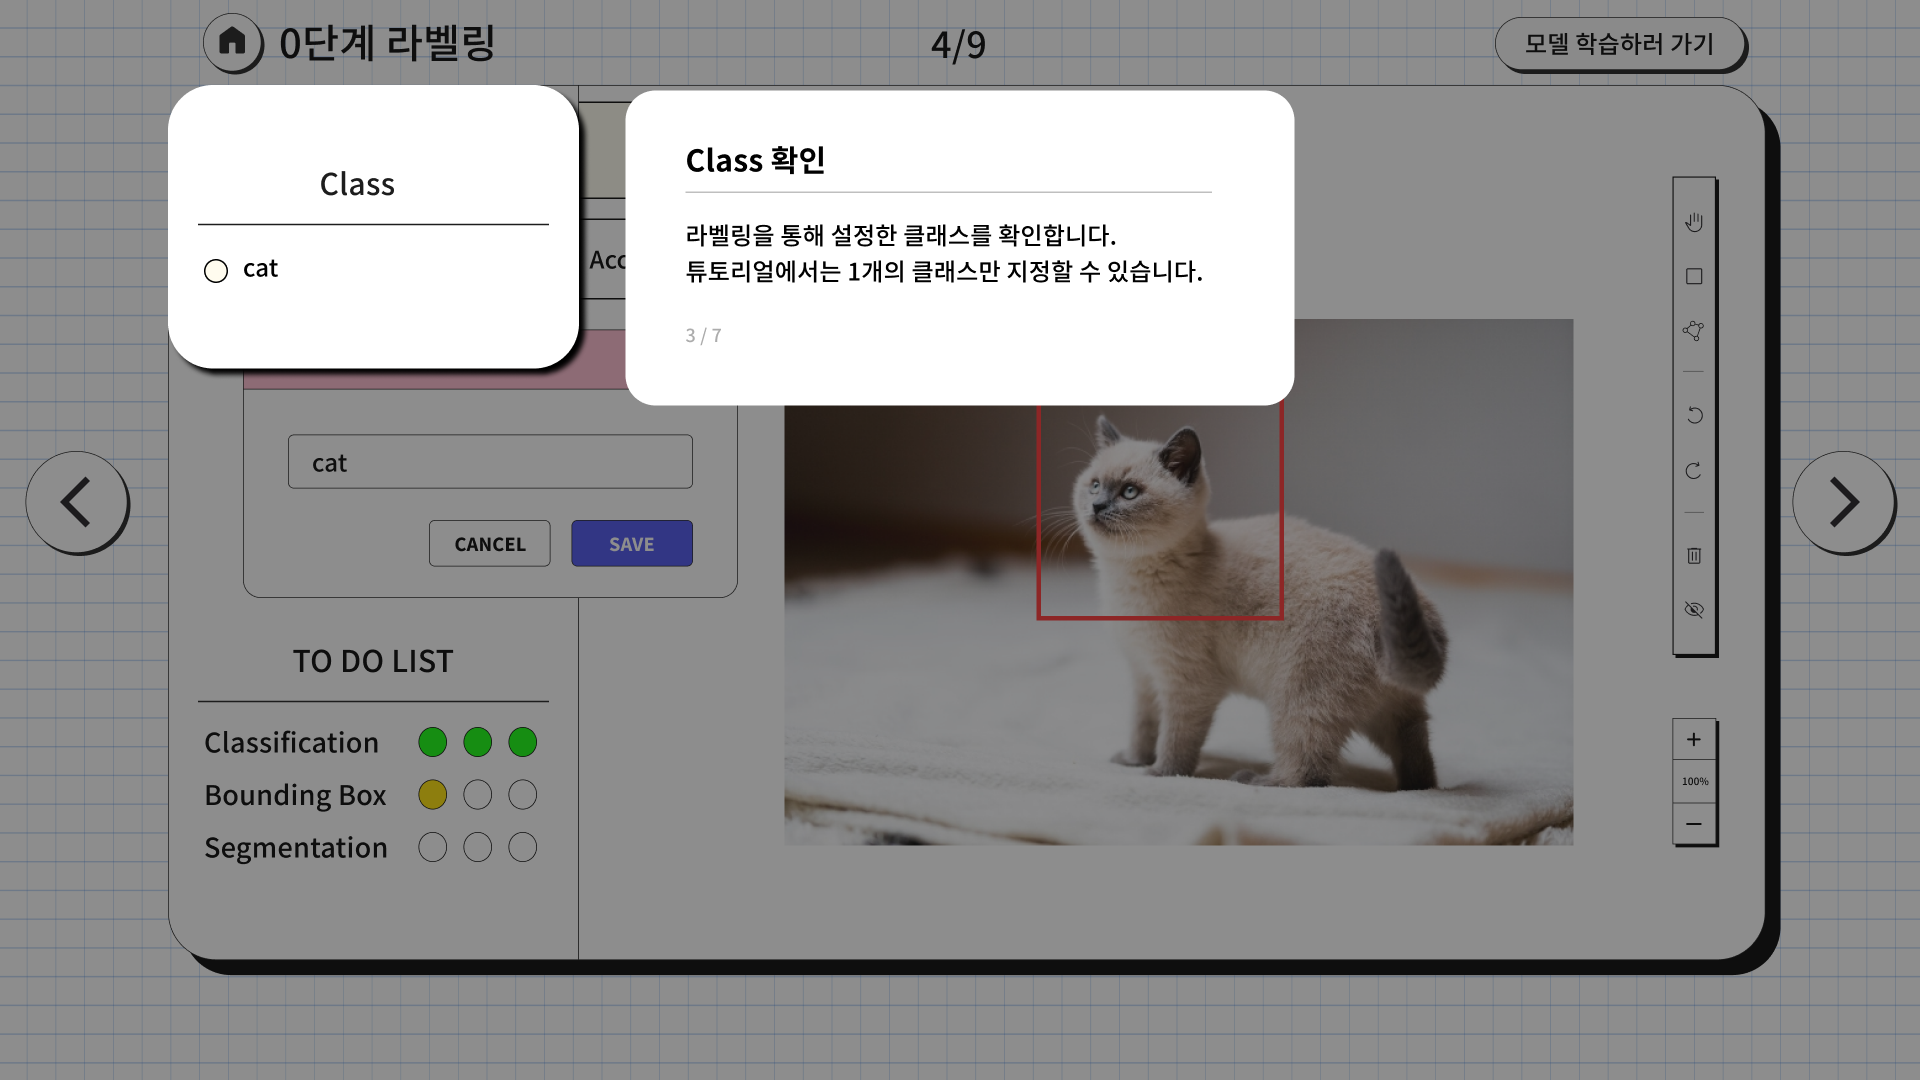 0단계 라벨링
4/9
모델 학습하러 가기
Class
cat
Class 확인
라벨링을 통해 설정한 클래스를 확인합니다.
튜토리얼에서는 1개의 클래스만 지정할 수 있습니다.
3 / 7
cat
CANCEL
SAVE
TO DO LIST
Classification
Bounding Box
Segmentation
+
100%
−